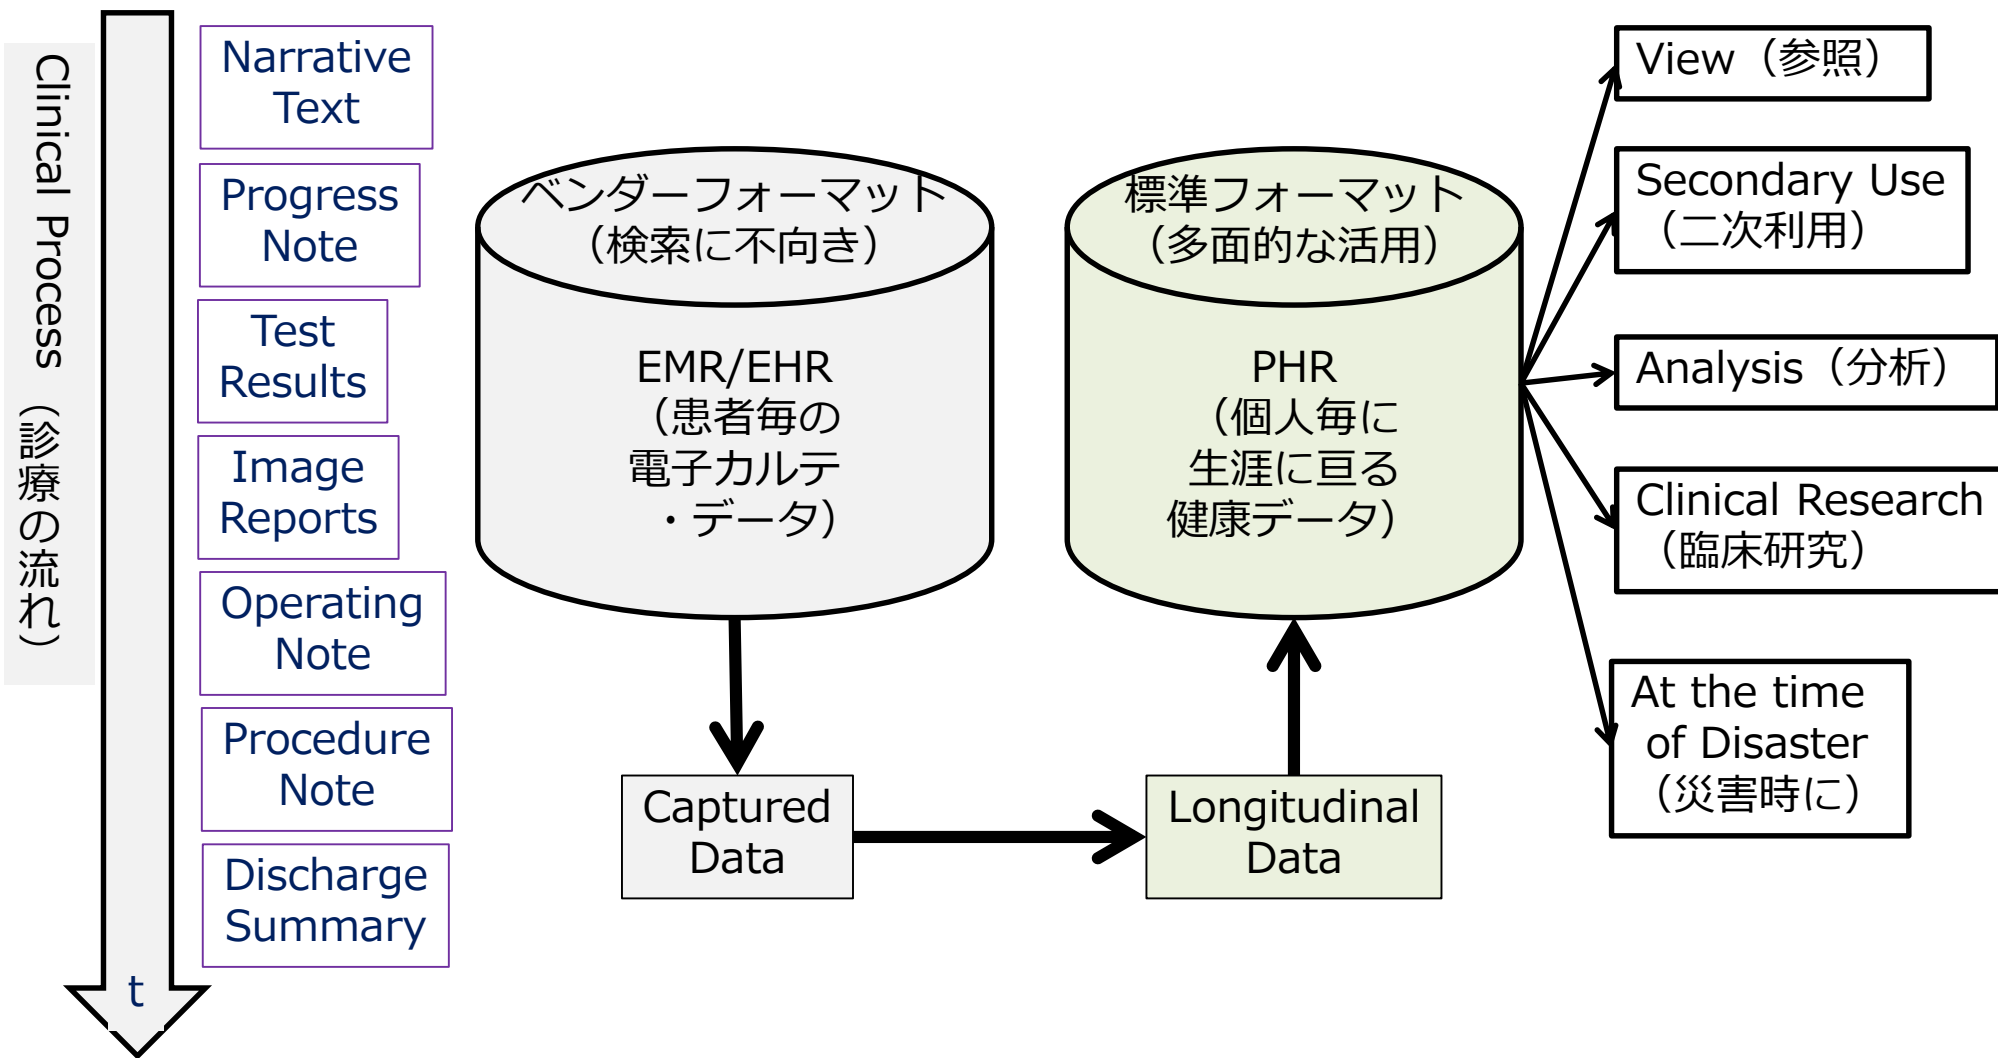 Clinical Process （診療の流れ）
t
Narrative
Text
Progress
Note
Test
Results
Image
Reports
Operating
Note
Procedure
Note
Discharge
Summary
ベンダーフォーマット
（検索に不向き）
EMR/EHR
（患者毎の
電子カルテ
・データ）
Captured
Data
標準フォーマット
（多面的な活用）
PHR
（個人毎に
生涯に亘る
健康データ）
Longitudinal
Data
View（参照）
Secondary Use
（二次利用）
Analysis（分析）
Clinical Research
（臨床研究）
At the time
of Disaster
（災害時に）